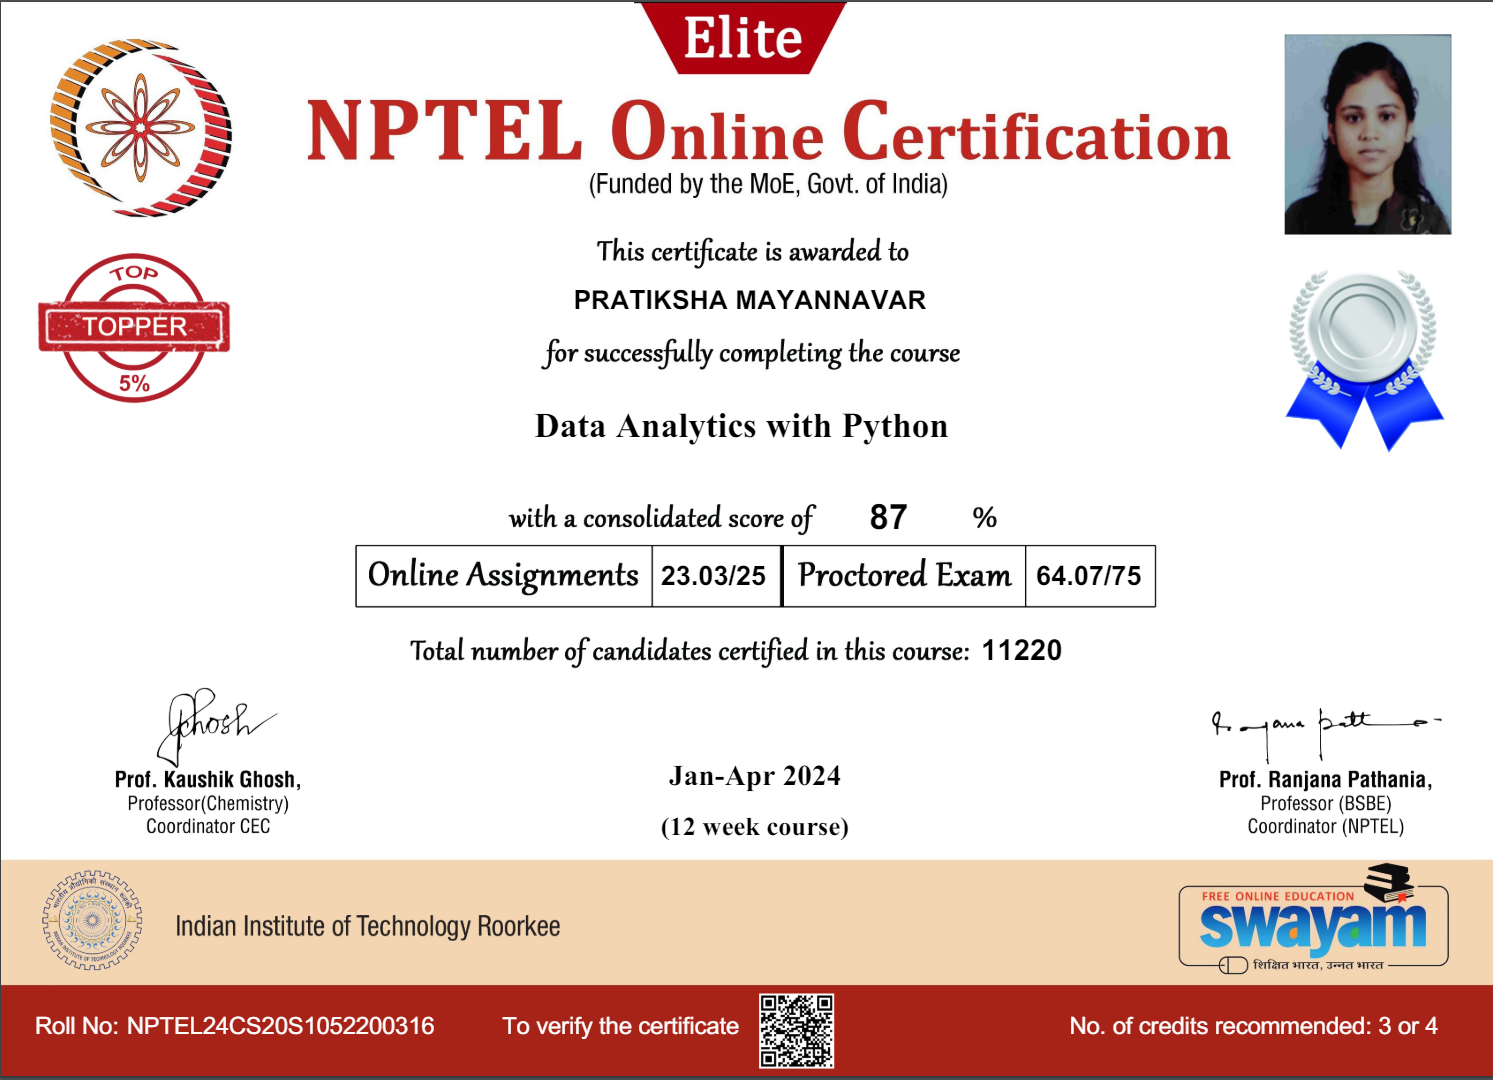 Elite
NPTEL Online Certification
(Funded by the MoE, Govt. of India)
This certificate is awarded to
PRATIKSHA MAYANNAVAR
for successfully completing the course
TOP
TOPPER
5%
Data Analytics with Python
with a consolidated score of 87 %
Online Assignments 23.03/25 Proctored Exam 64.07/75
Total number of candidates certified in this course: 11220
Prof. Kaushik Ghosh,
Professor(Chemistry)
Coordinator CEC
Jan-Apr 2024
(12 week course)
Prof. Ranjana Pathania,
Professor (BSBE)
Coordinator (NPTEL)
Indian Institute of Technology Roorkee
FREE ONLINE EDUCATION
swayam
शिक्षित भारत, उन्नत भारत
Roll No: NPTEL24CS20S1052200316
To verify the certificate
No. of credits recommended: 3 or 4